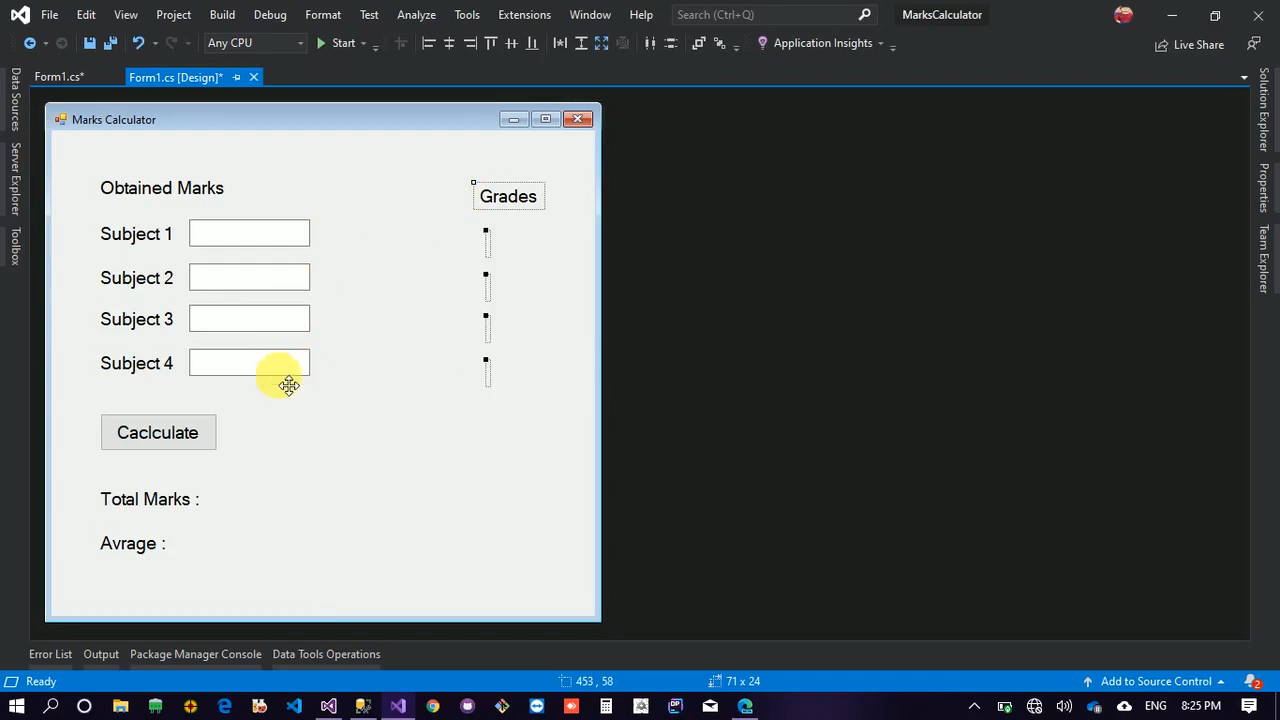 File Edit View Project Build Debug Format Test Analyze Tools Extensions Window Help Search (Ctrl+Q) MarksCalculator
Any CPU Start Application Insights Live Share
Form1.cs* Form1.cs [Design]*
Data Sources
Server Explorer
Toolbox
Marks Calculator
Obtained Marks Grades
Subject 1
Subject 2
Subject 3
Subject 4
Caclculate
Total Marks :
Avrage :
Solution Explorer
Properties
Team Explorer
Error List Output Package Manager Console Data Tools Operations
Ready 453 , 58 71 x 24 Add to Source Control 2
ENG 8:25 PM